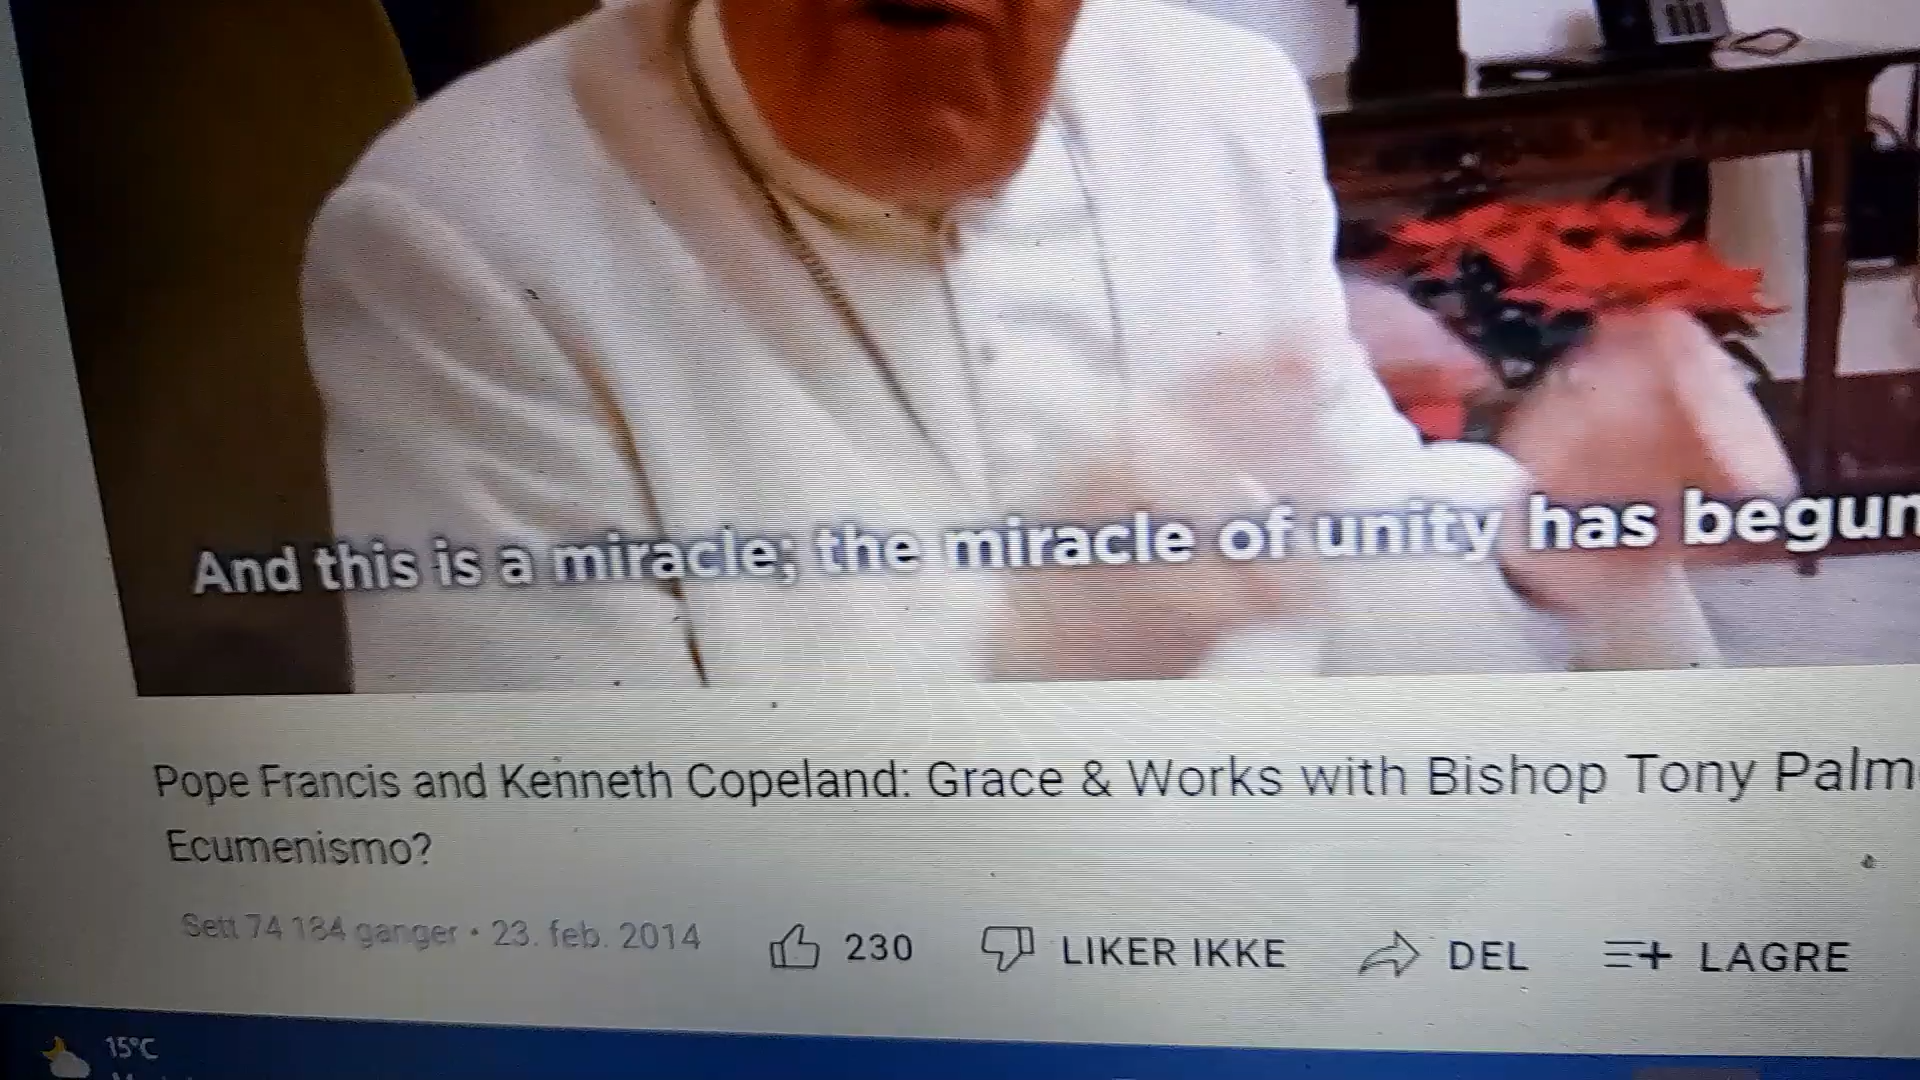 And this is a miracle; the miracle of unity has begun
Pope Francis and Kenneth Copeland: Grace & Works with Bishop Tony Palm
Ecumenismo?
Sett 74 184 ganger • 23. feb. 2014 230 LIKER IKKE DEL LAGRE
15°C